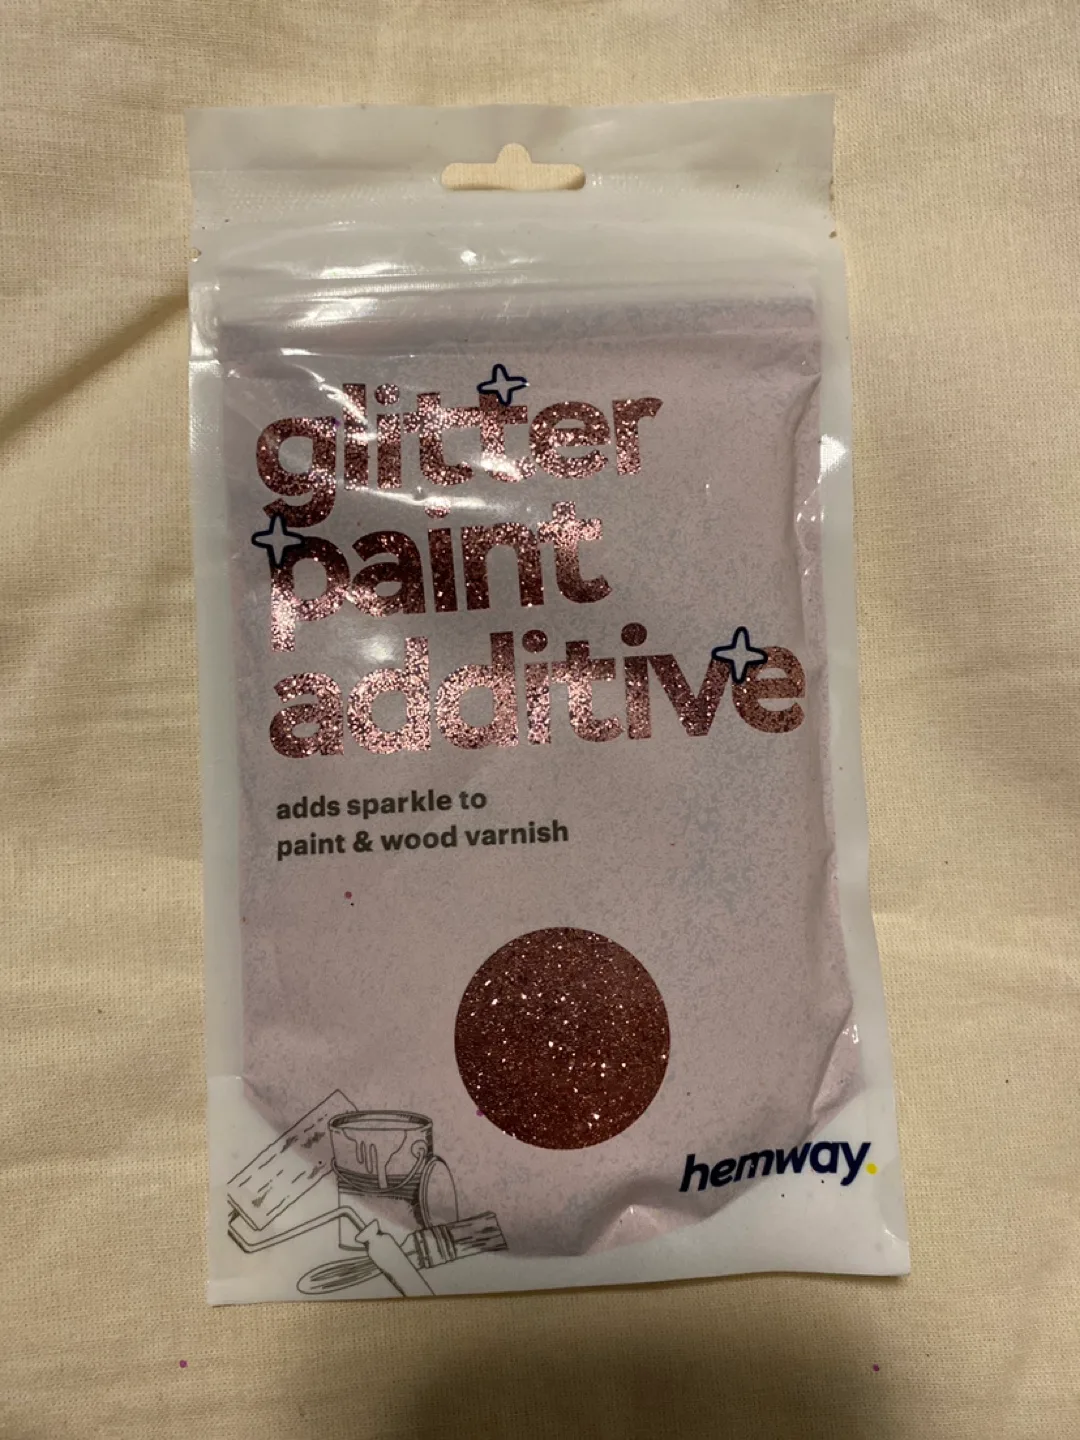 glitter
paint
additive
adds sparkle to
paint & wood varnish
hemway.